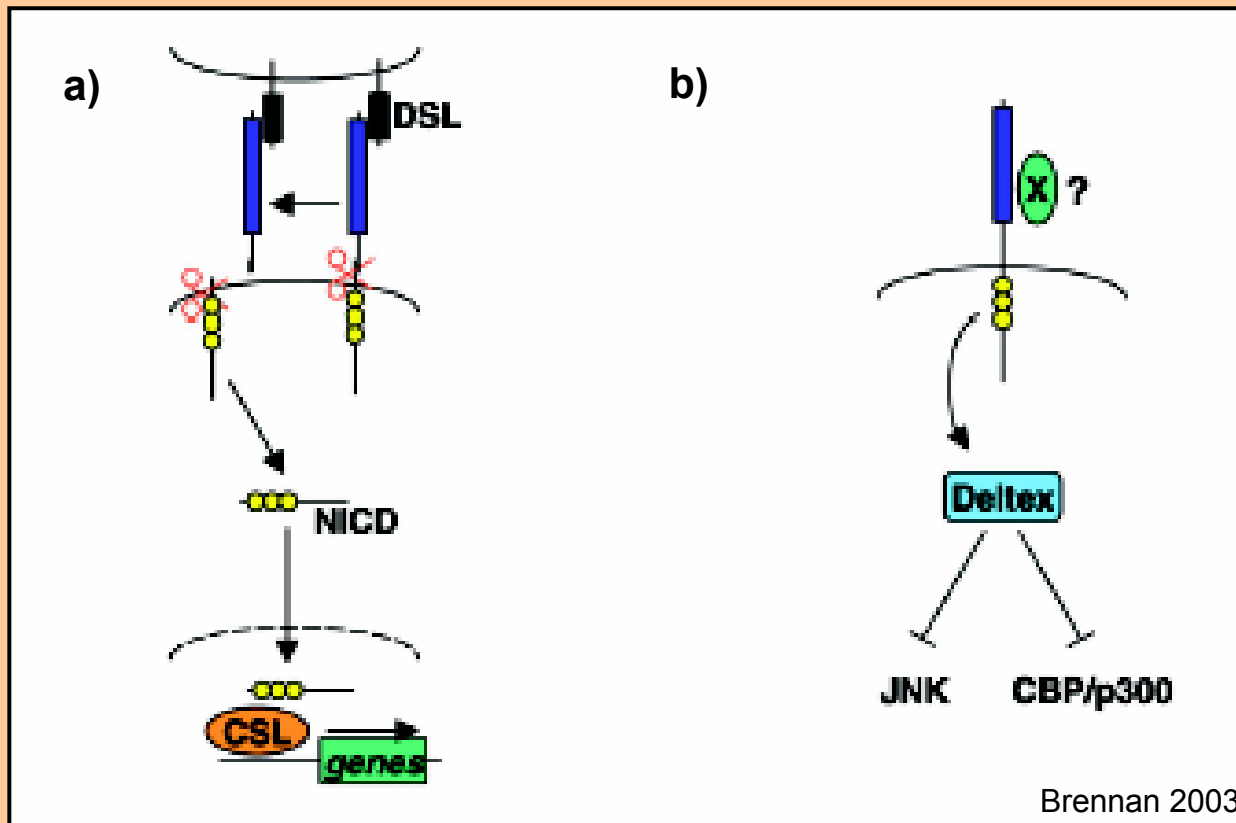 a)
DSL
NICD
CSL
genes
b)
X ?
Deltex
JNK CBP/p300
Brennan 2003